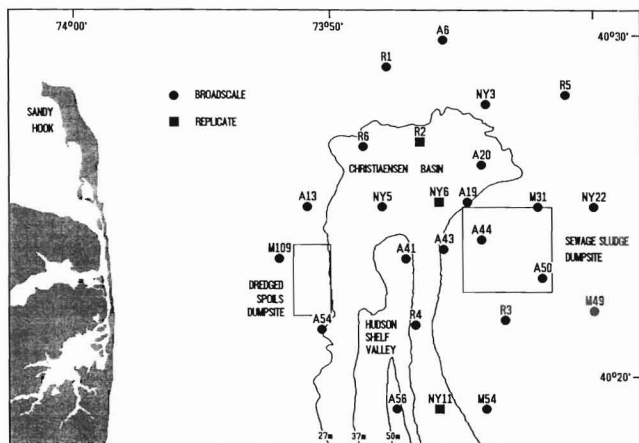 74°00'
73°50'
A6
40°30'
R1
R5
NY3
BROADSCALE
SANDY
HOOK
REPLICATE
R2
R6
CHRISTIAENSEN BASIN
A20
A13
NY5
NY6
A19
M31
NY22
A44
A43
SEWAGE SLUDGE
DUMPSITE
M109
A41
A50
DREDGED
SPOILS
DUMPSITE
M49
R3
A54
HUDSON
SHELF
VALLEY
R4
40°20'
A56
NY11
M54
27m
37m
50m